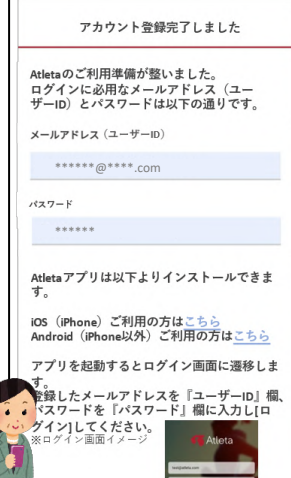 アカウント登録完了しました
Atletaのご利用準備が整いました。
ログインに必要なメールアドレス（ユー
ザーID）とパスワードは以下の通りです。
メールアドレス（ユーザーID）
******@****.com
パスワード
******
Atletaアプリは以下よりインストールできま
す。
iOS（iPhone）ご利用の方はこちら
Android（iPhone以外）ご利用の方はこちら
アプリを起動するとログイン画面に遷移しま
す。
登録したメールアドレスを『ユーザーID』欄、
パスワードを『パスワード』欄に入力し[ロ
グイン]してください。
※ログイン画面イメージ
Atleta